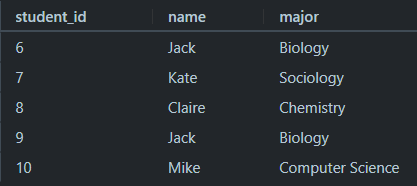 student_id name major
6 Jack Biology
7 Kate Sociology
8 Claire Chemistry
9 Jack Biology
10 Mike Computer Science